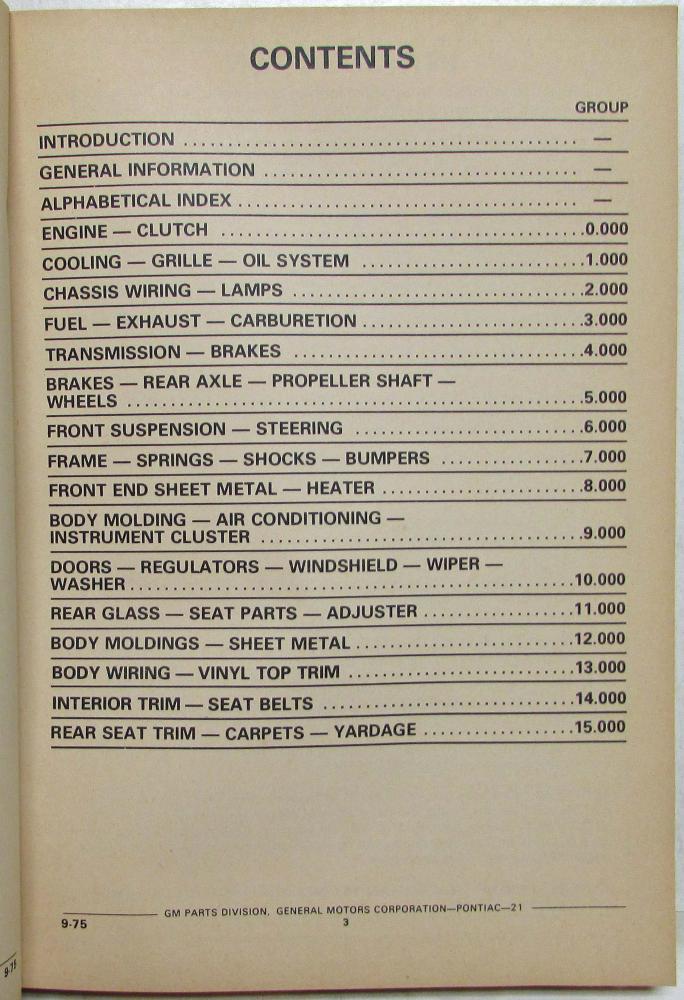 CONTENTS
GROUP
INTRODUCTION ........................................ —
GENERAL INFORMATION ........................................ —
ALPHABETICAL INDEX ........................................ —
ENGINE — CLUTCH ........................................ 0.000
COOLING — GRILLE — OIL SYSTEM ........................................ 1.000
CHASSIS WIRING — LAMPS ........................................ 2.000
FUEL — EXHAUST — CARBURETION ........................................ 3.000
TRANSMISSION — BRAKES ........................................ 4.000
BRAKES — REAR AXLE — PROPELLER SHAFT —
WHEELS ........................................ 5.000
FRONT SUSPENSION — STEERING ........................................ 6.000
FRAME — SPRINGS — SHOCKS — BUMPERS ........................................ 7.000
FRONT END SHEET METAL — HEATER ........................................ 8.000
BODY MOLDING — AIR CONDITIONING —
INSTRUMENT CLUSTER ........................................ 9.000
DOORS — REGULATORS — WINDSHIELD — WIPER —
WASHER ........................................ 10.000
REAR GLASS — SEAT PARTS — ADJUSTER ........................................ 11.000
BODY MOLDINGS — SHEET METAL ........................................ 12.000
BODY WIRING — VINYL TOP TRIM ........................................ 13.000
INTERIOR TRIM — SEAT BELTS ........................................ 14.000
REAR SEAT TRIM — CARPETS — YARDAGE ........................................ 15.000
GM PARTS DIVISION, GENERAL MOTORS CORPORATION—PONTIAC—21
9-75 3
9-75